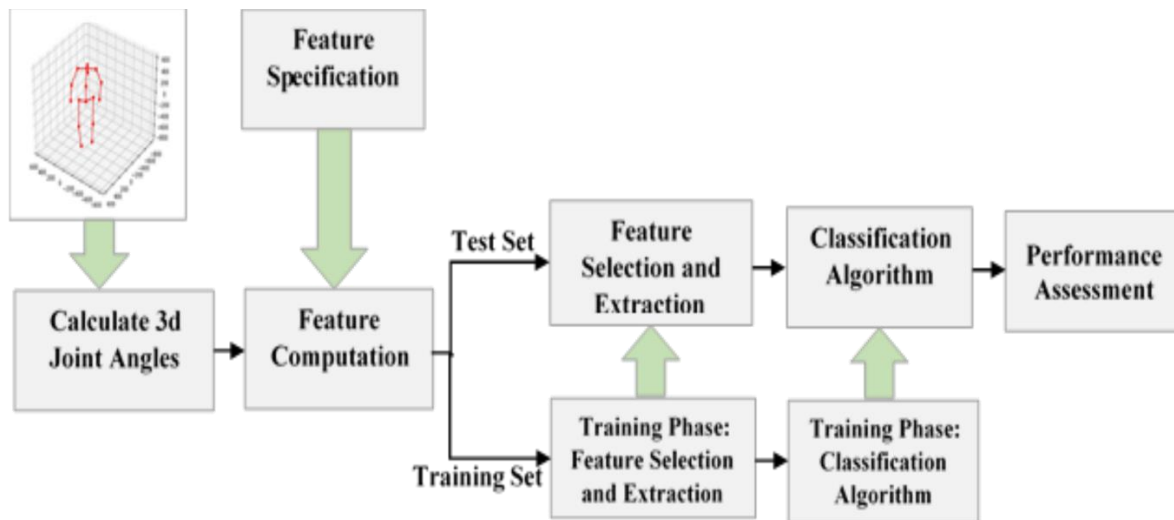 Feature
Specification
Calculate 3d
Joint Angles
Feature
Computation
Test Set
Training Set
Feature
Selection and
Extraction
Classification
Algorithm
Performance
Assessment
Training Phase:
Feature Selection
and Extraction
Training Phase:
Classification
Algorithm